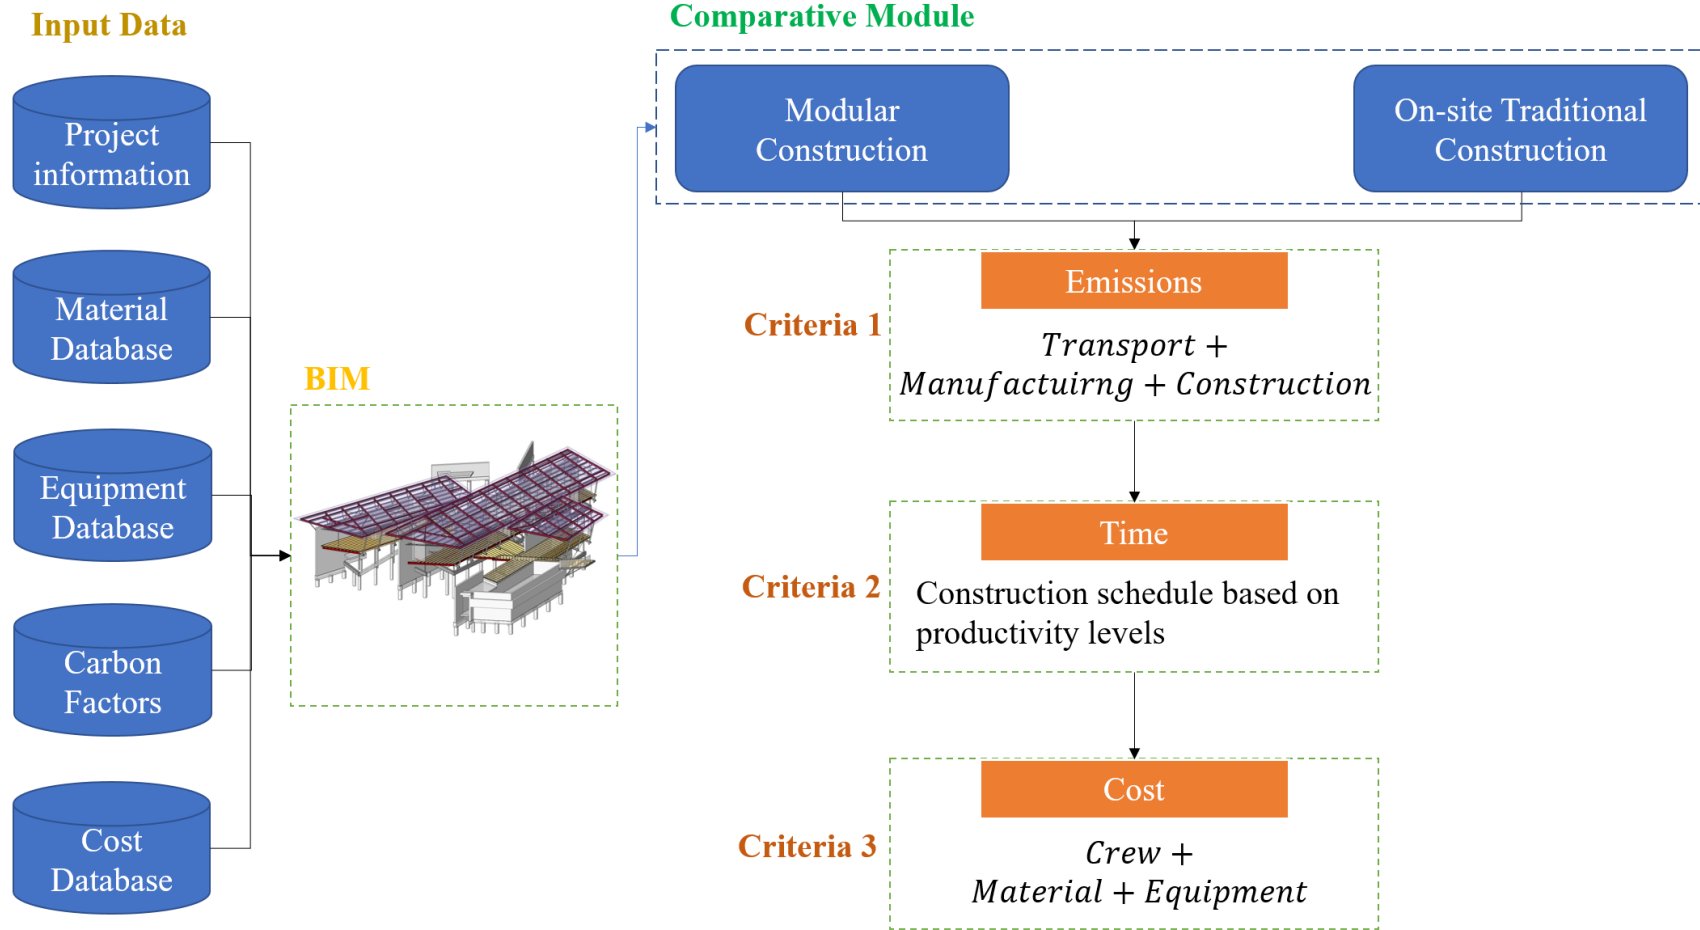 Input Data
Project
information
Material
Database
Equipment
Database
Carbon
Factors
Cost
Database
BIM
Comparative Module
Modular
Construction
On-site Traditional
Construction
Criteria 1
Emissions
Transport +
Manufactuirng + Construction
Criteria 2
Time
Construction schedule based on
productivity levels
Criteria 3
Cost
Crew +
Material + Equipment